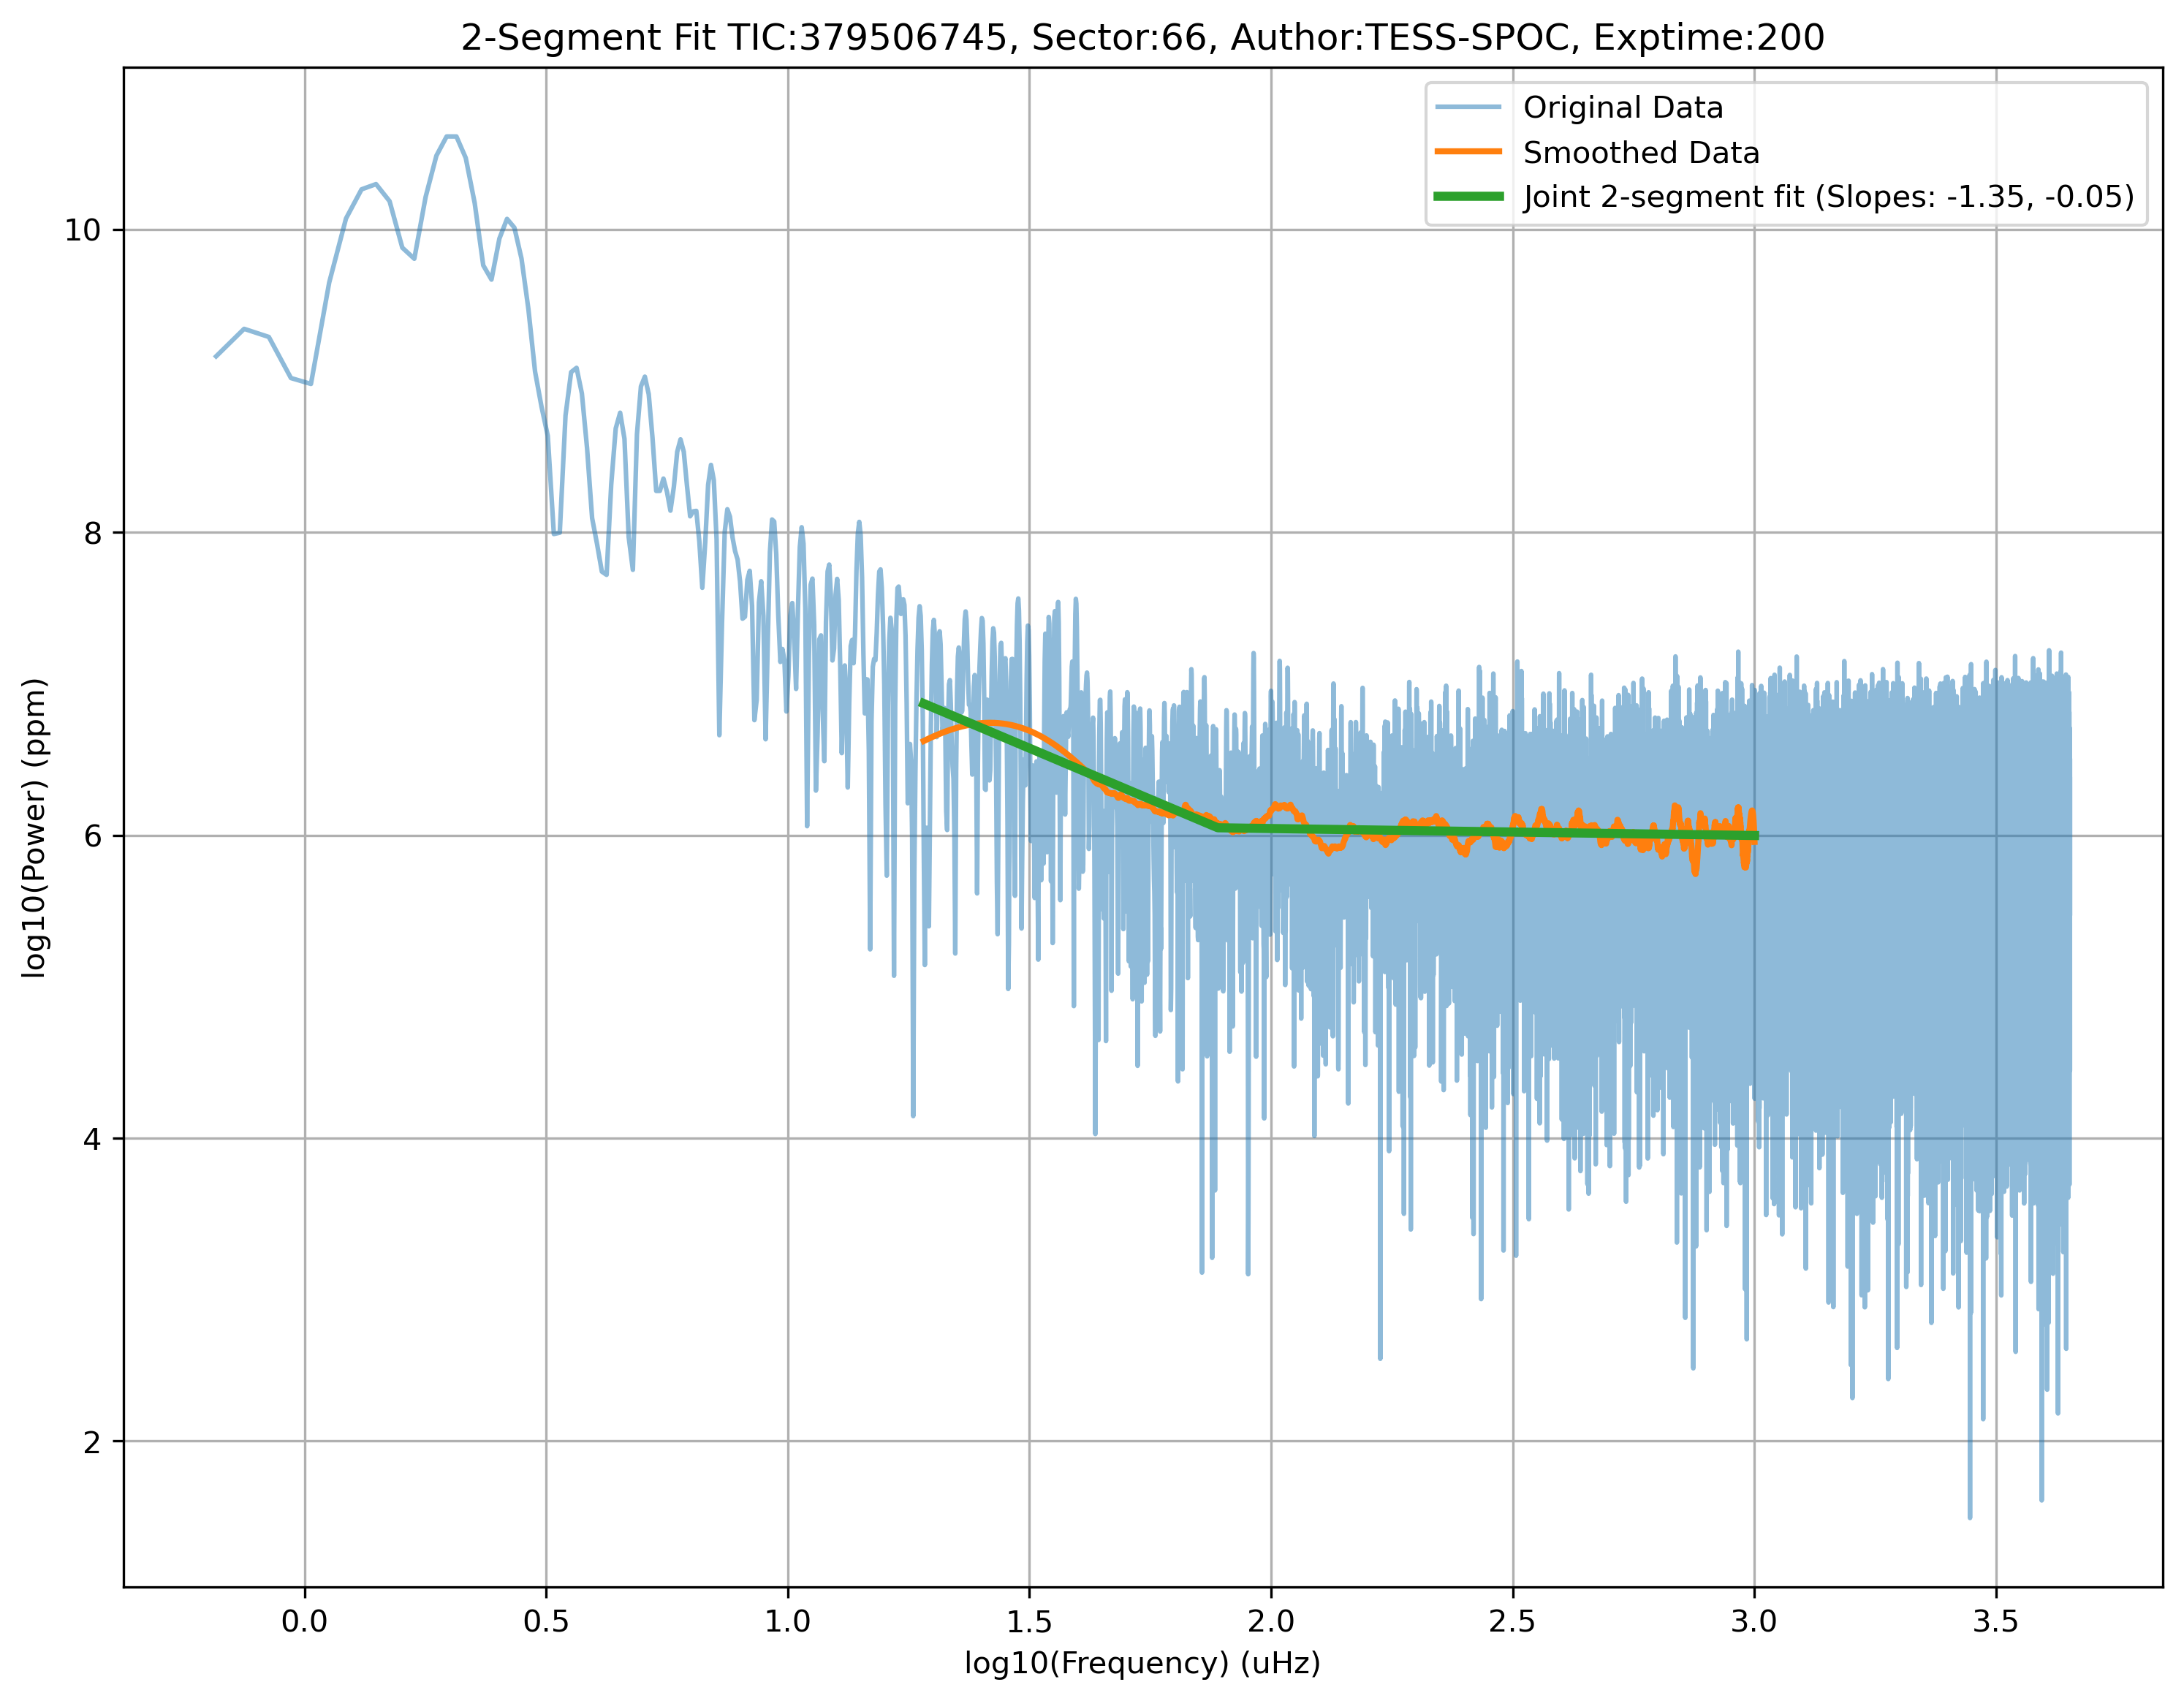 2-Segment Fit TIC:379506745, Sector:66, Author:TESS-SPOC, Exptime:200
Original Data
Smoothed Data
Joint 2-segment fit (Slopes: -1.35, -0.05)
log10(Power) (ppm)
10
8
6
4
2
0.0 0.5 1.0 1.5 2.0 2.5 3.0 3.5
log10(Frequency) (uHz)